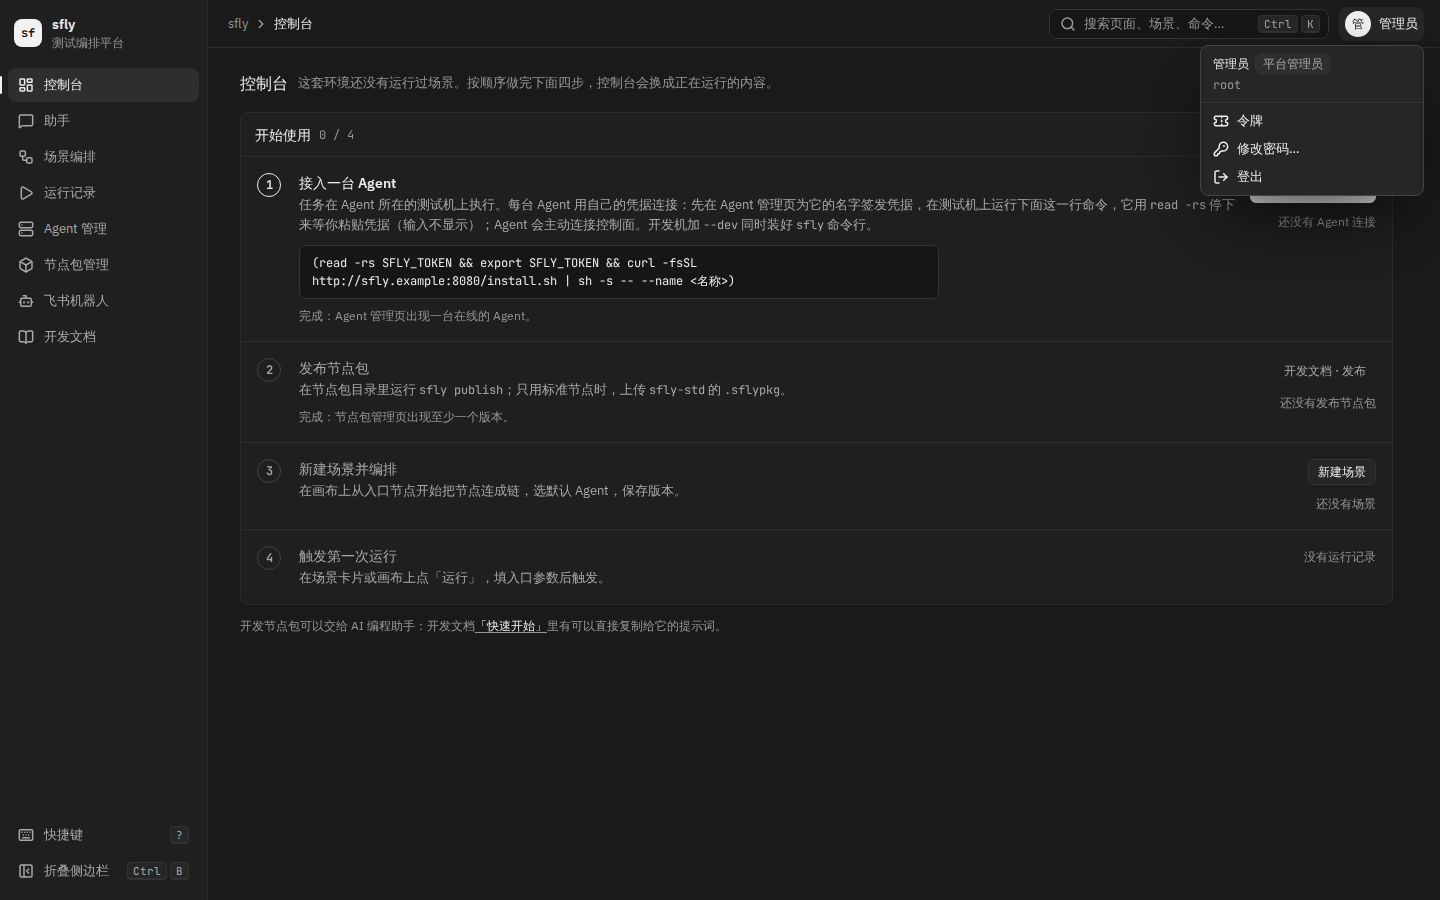 sf
sfly
测试编排平台
控制台
助手
场景编排
运行记录
Agent 管理
节点包管理
飞书机器人
开发文档
快捷键 ?
折叠侧边栏 Ctrl B
sfly > 控制台
搜索页面、场景、命令... Ctrl K
管 管理员
管理员 平台管理员
root
令牌
修改密码...
登出
控制台 这套环境还没有运行过场景。按顺序做完下面四步，控制台会换成正在运行的内容。
开始使用 0 / 4
1 接入一台 Agent
任务在 Agent 所在的测试机上执行。每台 Agent 用自己的凭据连接：先在 Agent 管理页为它的名字签发凭据，在测试机上运行下面这一行命令，它用 read -rs 停下
来等你粘贴凭据（输入不显示）；Agent 会主动连接控制面。开发机加 --dev 同时装好 sfly 命令行。
还没有 Agent 连接
(read -rs SFLY_TOKEN && export SFLY_TOKEN && curl -fsSL
http://sfly.example:8080/install.sh | sh -s -- --name <名称>)
完成：Agent 管理页出现一台在线的 Agent。
2 发布节点包
在节点包目录里运行 sfly publish；只用标准节点时，上传 sfly-std 的 .sflypkg。
完成：节点包管理页出现至少一个版本。
开发文档 · 发布
还没有发布节点包
3 新建场景并编排
在画布上从入口节点开始把节点连成链，选默认 Agent，保存版本。
新建场景
还没有场景
4 触发第一次运行
在场景卡片或画布上点「运行」，填入口参数后触发。
没有运行记录
开发节点包可以交给 AI 编程助手：开发文档「快速开始」里有可以直接复制给它的提示词。